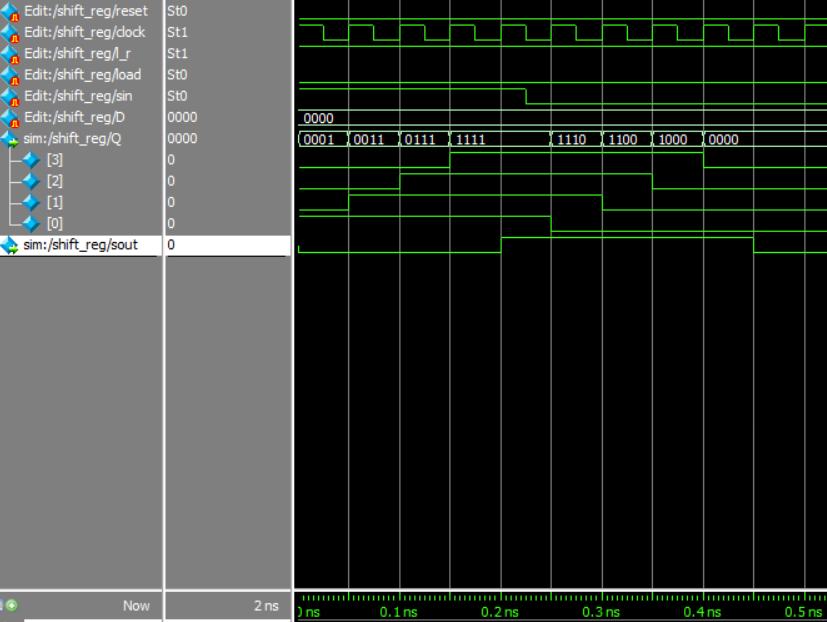 Edit:/shift_reg/reset St0
Edit:/shift_reg/clock St1
Edit:/shift_reg/l_r St1
Edit:/shift_reg/load St0
Edit:/shift_reg/sin St0
Edit:/shift_reg/D 0000 0000
sim:/shift_reg/Q 0000 0001 0011 0111 1111 1110 1100 1000 0000
[3] 0
[2] 0
[1] 0
[0] 0
sim:/shift_reg/sout 0
Now 2 ns ns 0.1 ns 0.2 ns 0.3 ns 0.4 ns 0.5 ns